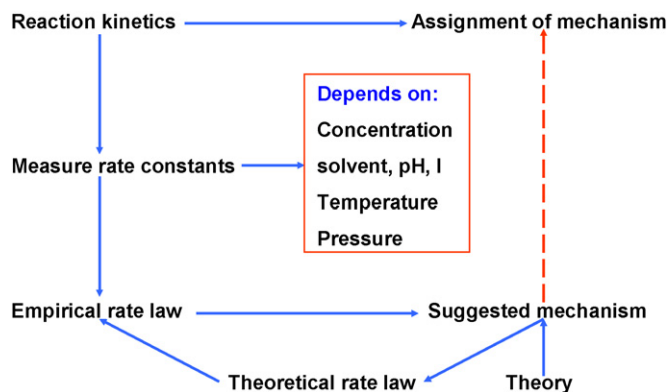 Reaction kinetics
Assignment of mechanism
Depends on:
Concentration
Measure rate constants
solvent, pH, I
Temperature
Pressure
Empirical rate law
Suggested mechanism
Theoretical rate law
Theory